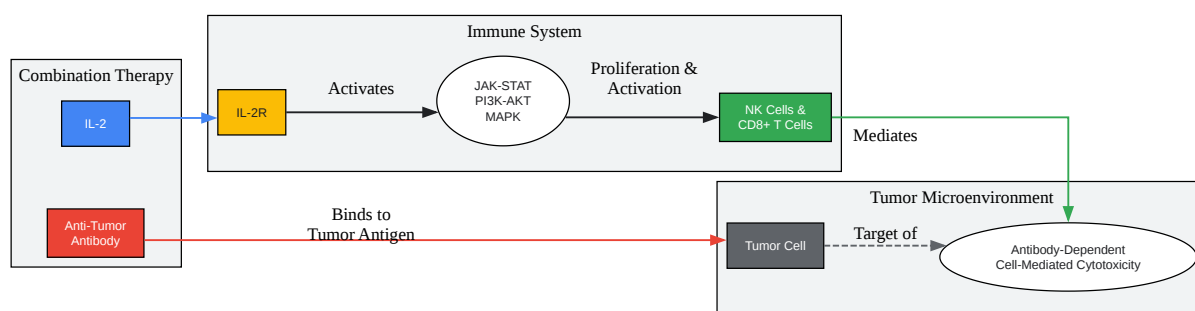 Immune System
Combination Therapy
IL-2
IL-2R
Activates
JAK-STAT
PI3K-AKT
MAPK
Proliferation &
Activation
NK Cells &
CD8+ T Cells
Mediates
Anti-Tumor
Antibody
Binds to
Tumor Antigen
Tumor Microenvironment
Tumor Cell
Target of
Antibody-Dependent
Cell-Mediated Cytotoxicity